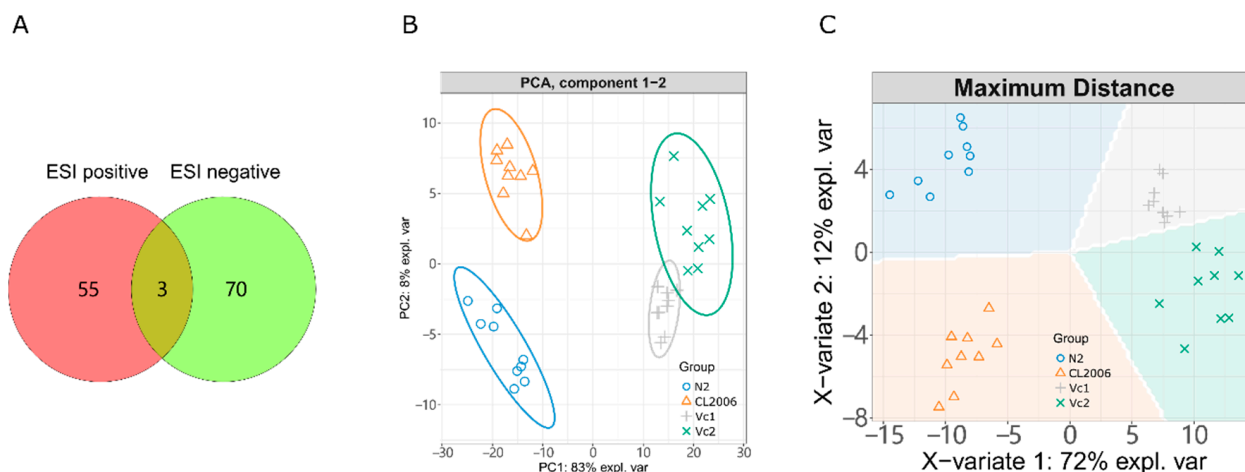 A
B
C
ESI positive
ESI negative
55
3
70
PCA, component 1−2
10
5
0
−5
−10
PC2: 8% expl. var
Group
N2
CL2006
Vc1
Vc2
−30
−20
−10
0
10
20
30
PC1: 83% expl. var
Maximum Distance
4
0
−4
−8
X−variate 2: 12% expl. var
Group
N2
CL2006
Vc1
Vc2
−15
−10
−5
0
5
10
X−variate 1: 72% expl. var